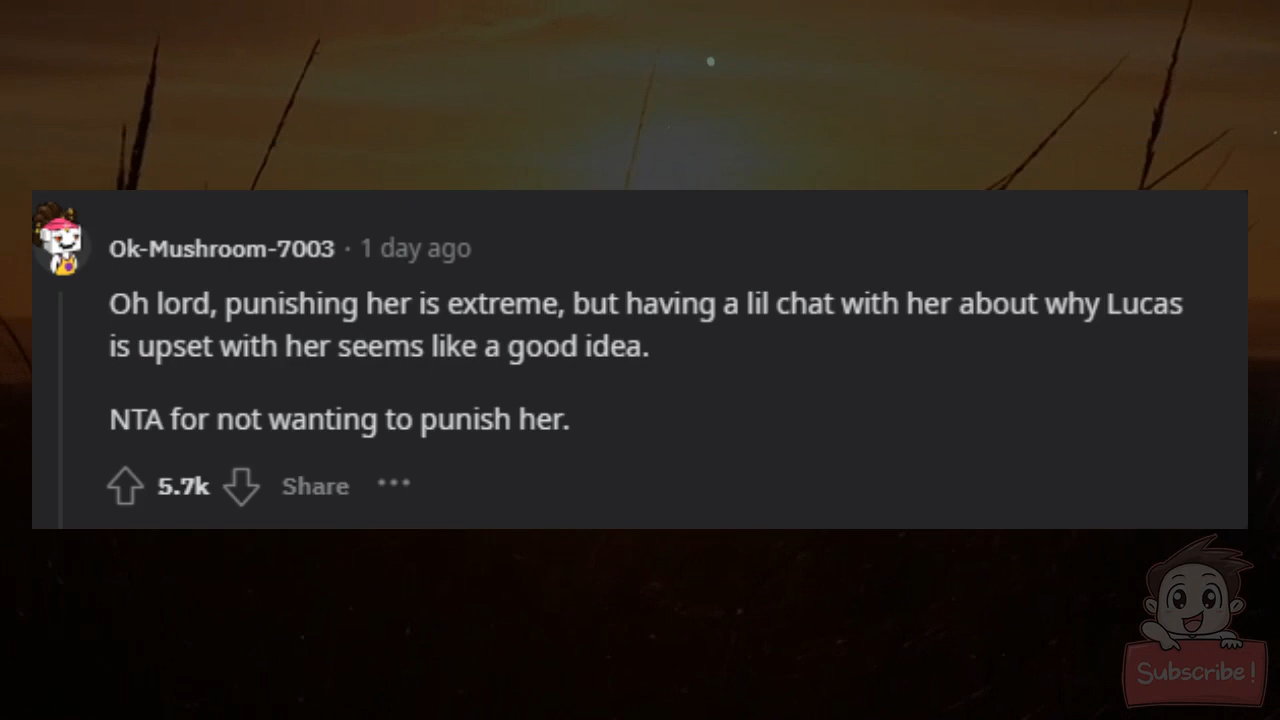 Ok-Mushroom-7003 · 1 day ago
Oh lord, punishing her is extreme, but having a lil chat with her about why Lucas
is upset with her seems like a good idea.
NTA for not wanting to punish her.
5.7k Share ···
Subscribe!